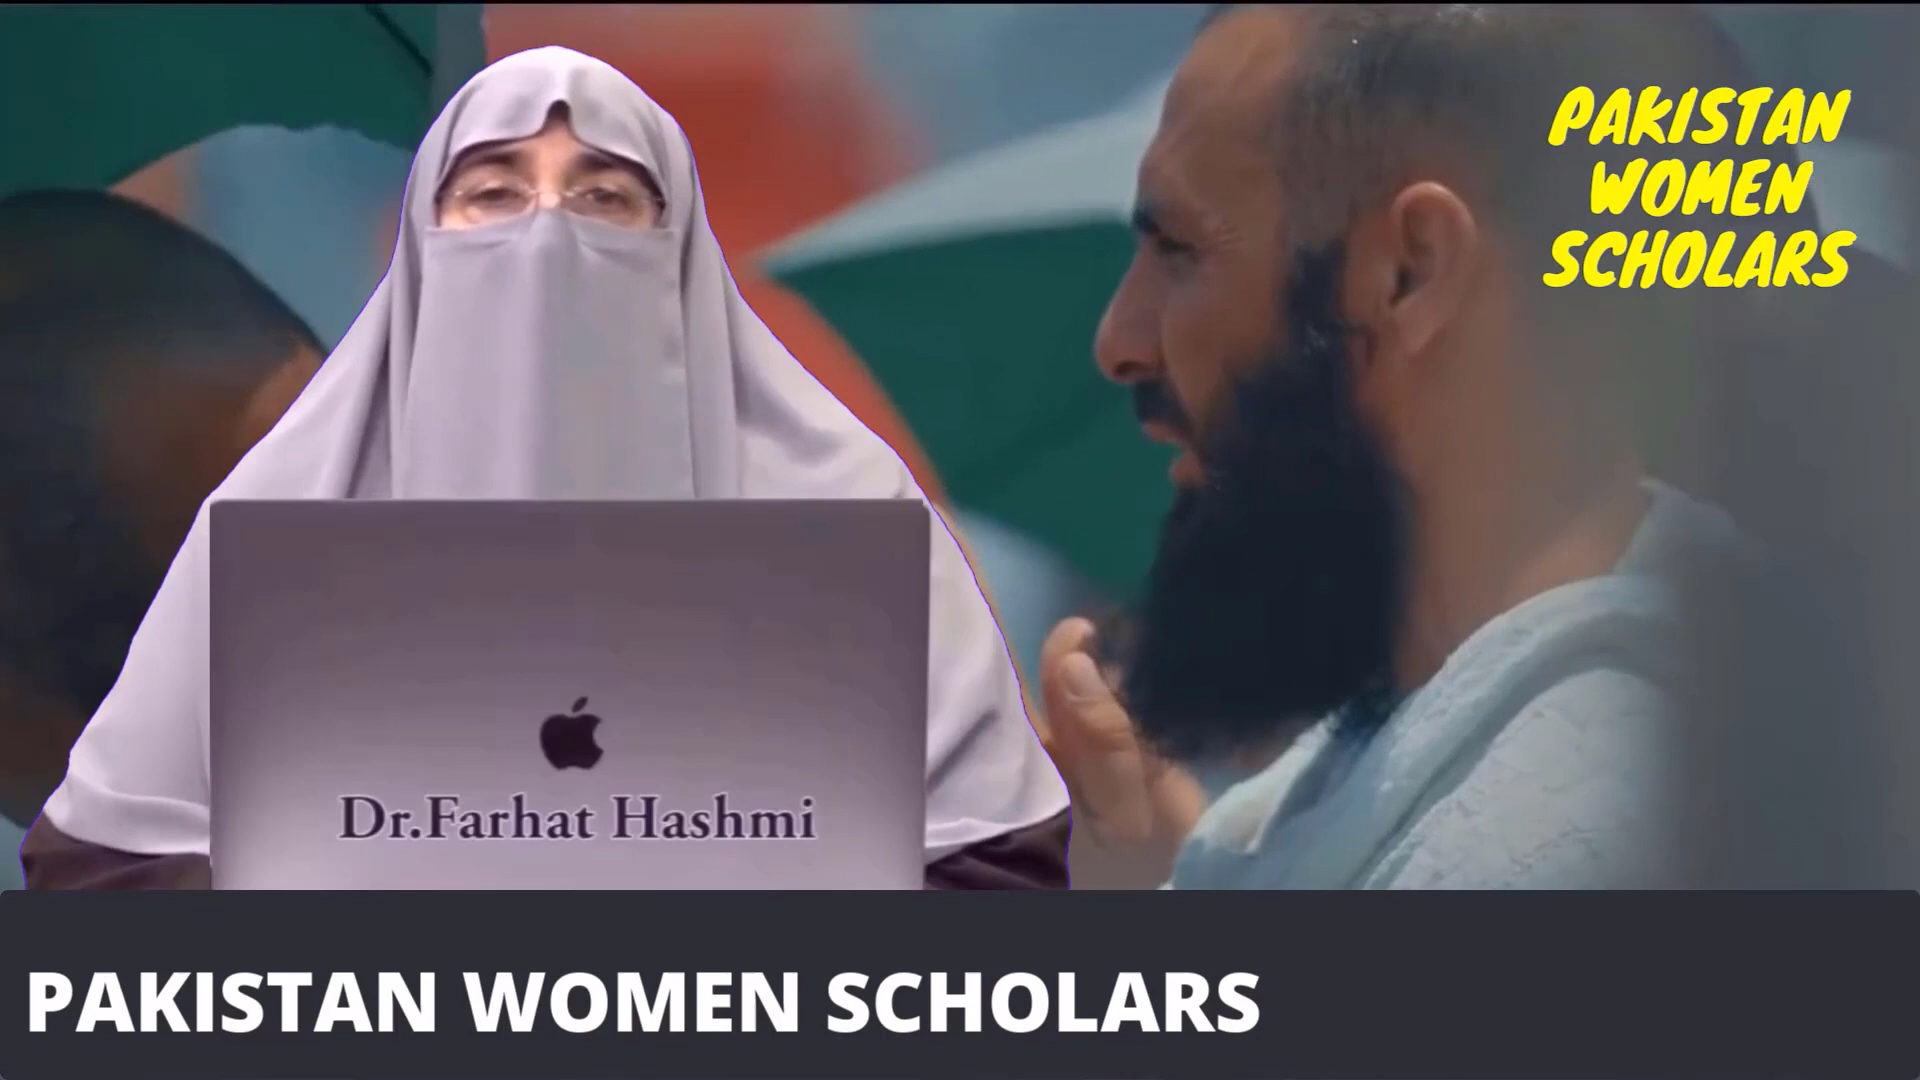 PAKISTAN
WOMEN
SCHOLARS
Dr.Farhat Hashmi
PAKISTAN WOMEN SCHOLARS